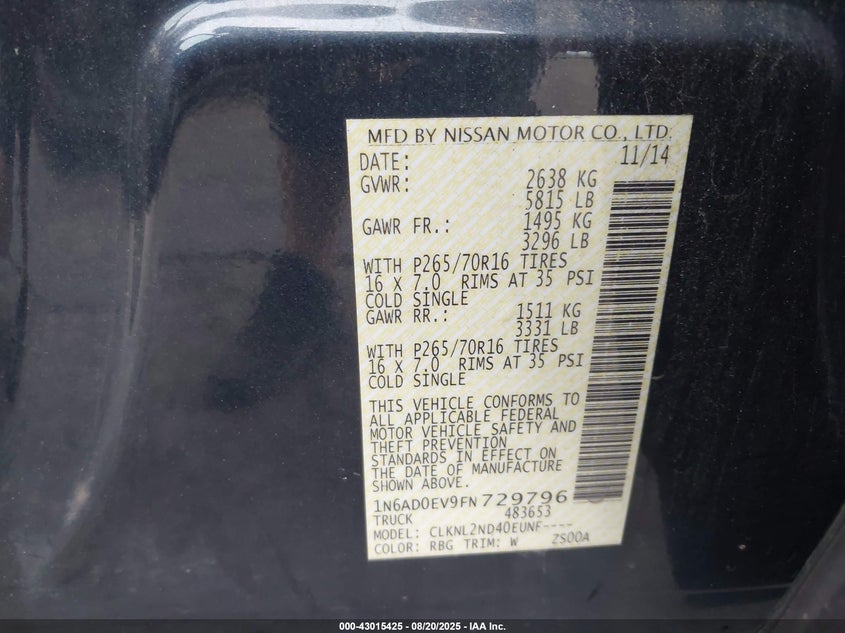 MFD BY NISSAN MOTOR CO., LTD.
DATE: 11/14
GVWR: 2638 KG
5815 LB
GAWR FR.: 1495 KG
3296 LB
WITH P265/70R16 TIRES
16 X 7.0 RIMS AT 35 PSI
COLD SINGLE
GAWR RR.: 1511 KG
3331 LB
WITH P265/70R16 TIRES
16 X 7.0 RIMS AT 35 PSI
COLD SINGLE
THIS VEHICLE CONFORMS TO
ALL APPLICABLE FEDERAL
MOTOR VEHICLE SAFETY AND
THEFT PREVENTION
STANDARDS IN EFFECT ON
THE DATE OF MANUFACTURE
SHOWN ABOVE.
1N6AD0EV9FN729796
TRUCK 483653
MODEL: CLKNL2ND40EUNF----
COLOR: RBG TRIM: W ZS00A
000-43015425 - 08/20/2025 - IAA Inc.